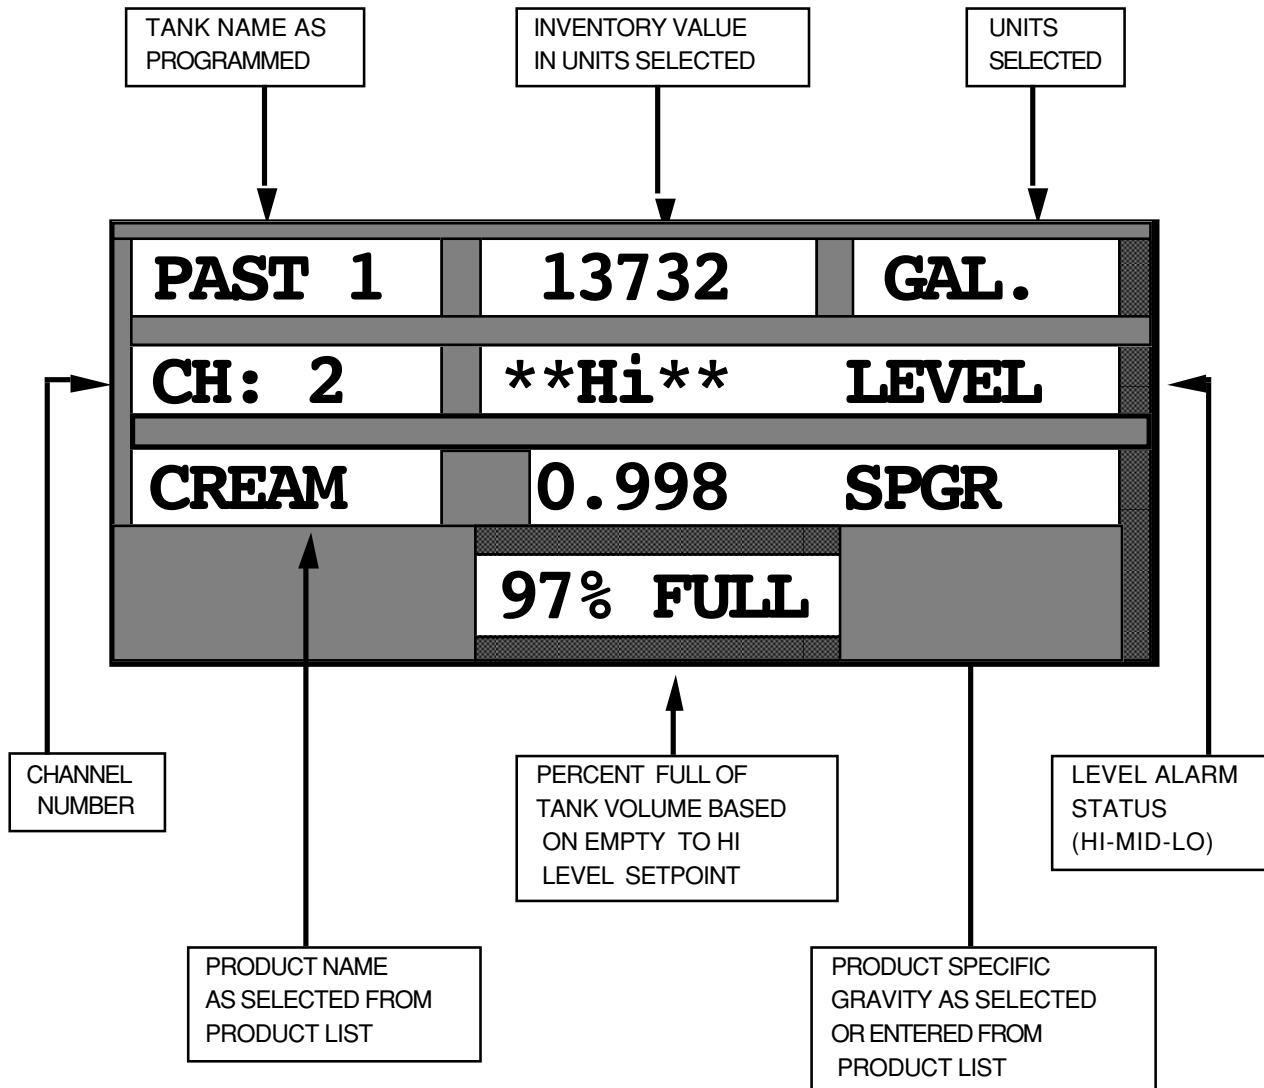 TANK NAME AS
PROGRAMMED
INVENTORY VALUE
IN UNITS SELECTED
UNITS
SELECTED
PAST 1 13732 GAL.
CH: 2 **Hi** LEVEL
CREAM 0.998 SPGR
97% FULL
CHANNEL
NUMBER
PERCENT FULL OF
TANK VOLUME BASED
ON EMPTY TO HI
LEVEL SETPOINT
LEVEL ALARM
STATUS
(HI-MID-LO)
PRODUCT NAME
AS SELECTED FROM
PRODUCT LIST
PRODUCT SPECIFIC
GRAVITY AS SELECTED
OR ENTERED FROM
PRODUCT LIST